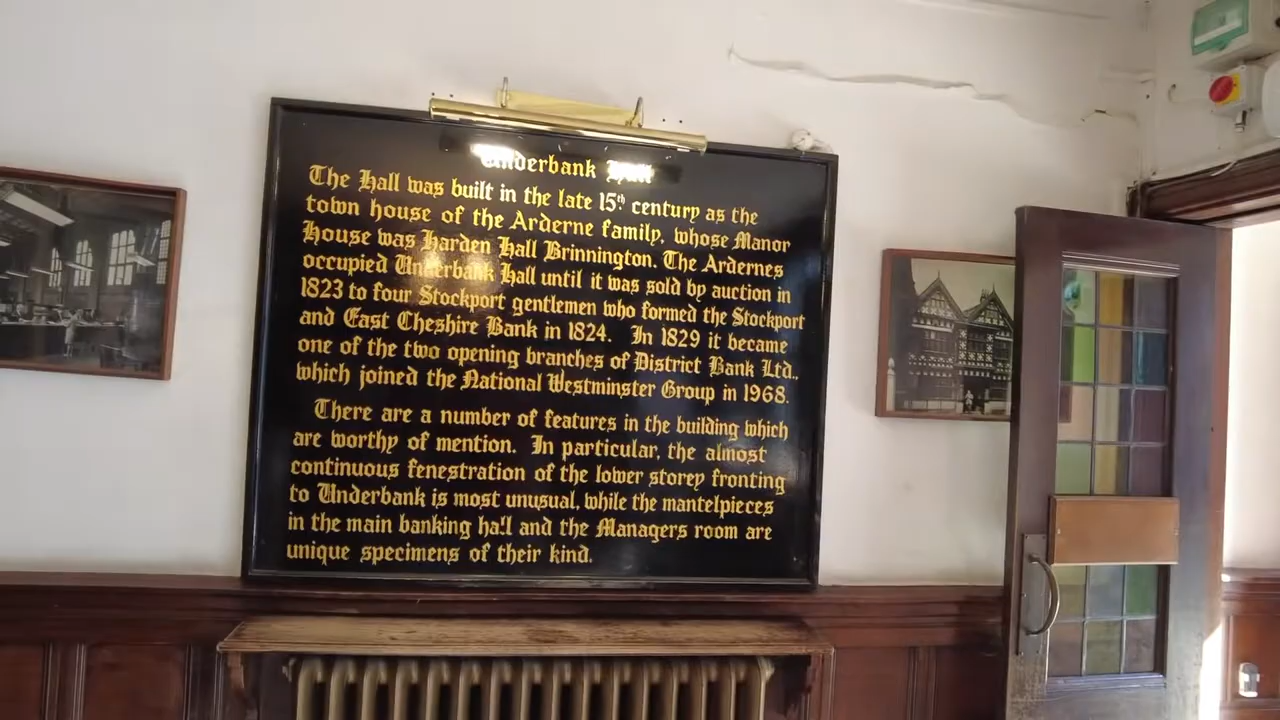 Underbank Hall
The Hall was built in the late 15th century as the
town house of the Arderne family, whose Manor
House was Harden Hall Brinnington. The Ardernes
occupied Underbank Hall until it was sold by auction in
1823 to four Stockport gentlemen who formed the Stockport
and East Cheshire Bank in 1824. In 1829 it became
one of the two opening branches of District Bank Ltd.,
which joined the National Westminster Group in 1968.
There are a number of features in the building which
are worthy of mention. In particular, the almost
continuous fenestration of the lower storey fronting
to Underbank is most unusual, while the mantelpieces
in the main banking hall and the Managers room are
unique specimens of their kind.